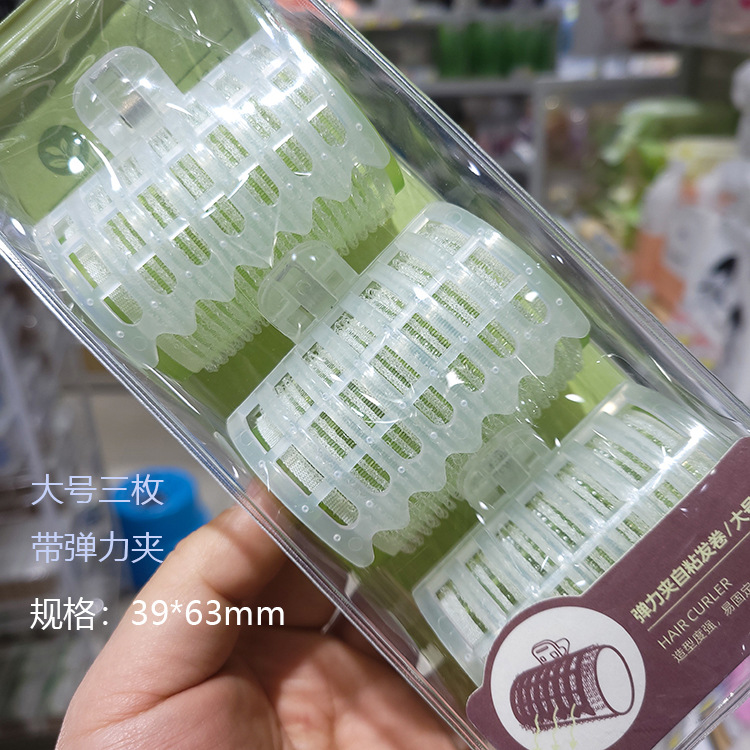 大号三枚
带弹力夹
规格：39*63mm
弹力夹自粘发卷/大
HAIR CURLER
造型度强，易固定